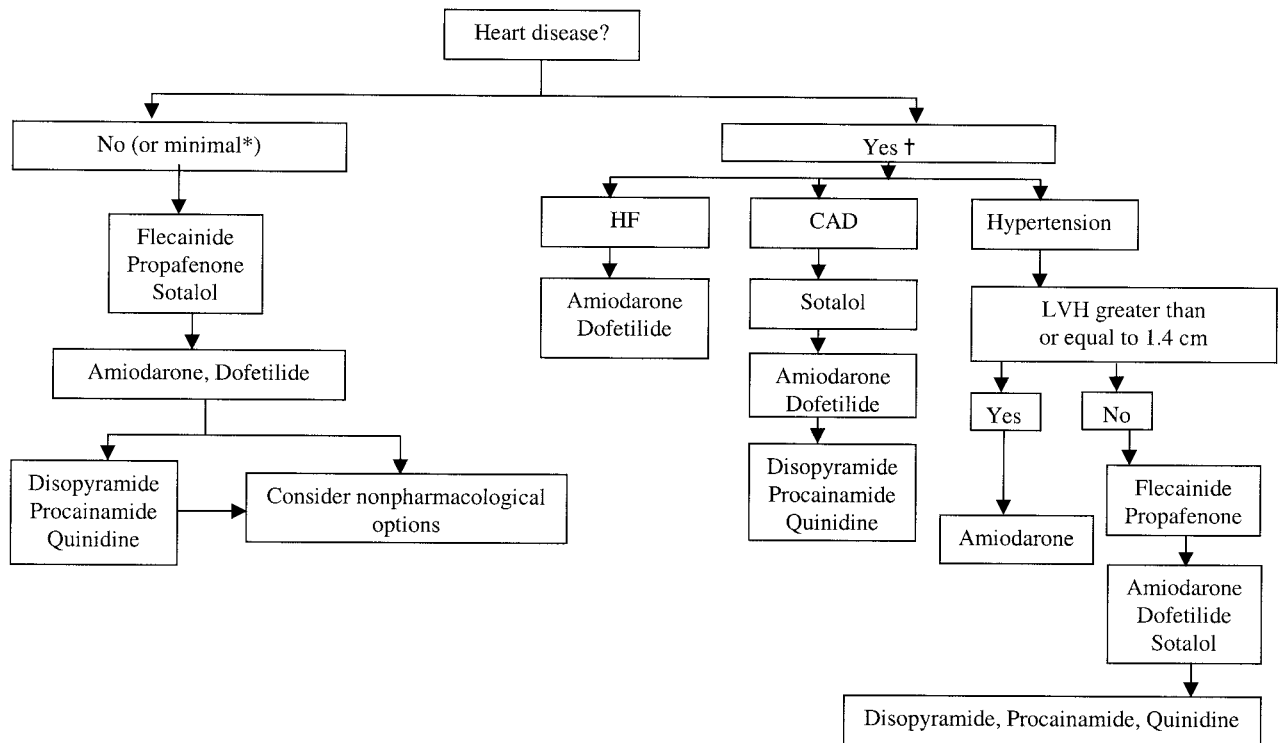 Heart disease?
No (or minimal*)
Yes †
HF
CAD
Hypertension
Flecainide
Propafenone
Sotalol
Amiodarone
Dofetilide
Sotalol
LVH greater than
or equal to 1.4 cm
Amiodarone, Dofetilide
Amiodarone
Dofetilide
Yes
No
Disopyramide
Procainamide
Quinidine
Consider nonpharmacological
options
Disopyramide
Procainamide
Quinidine
Amiodarone
Flecainide
Propafenone
Amiodarone
Dofetilide
Sotalol
Disopyramide, Procainamide, Quinidine